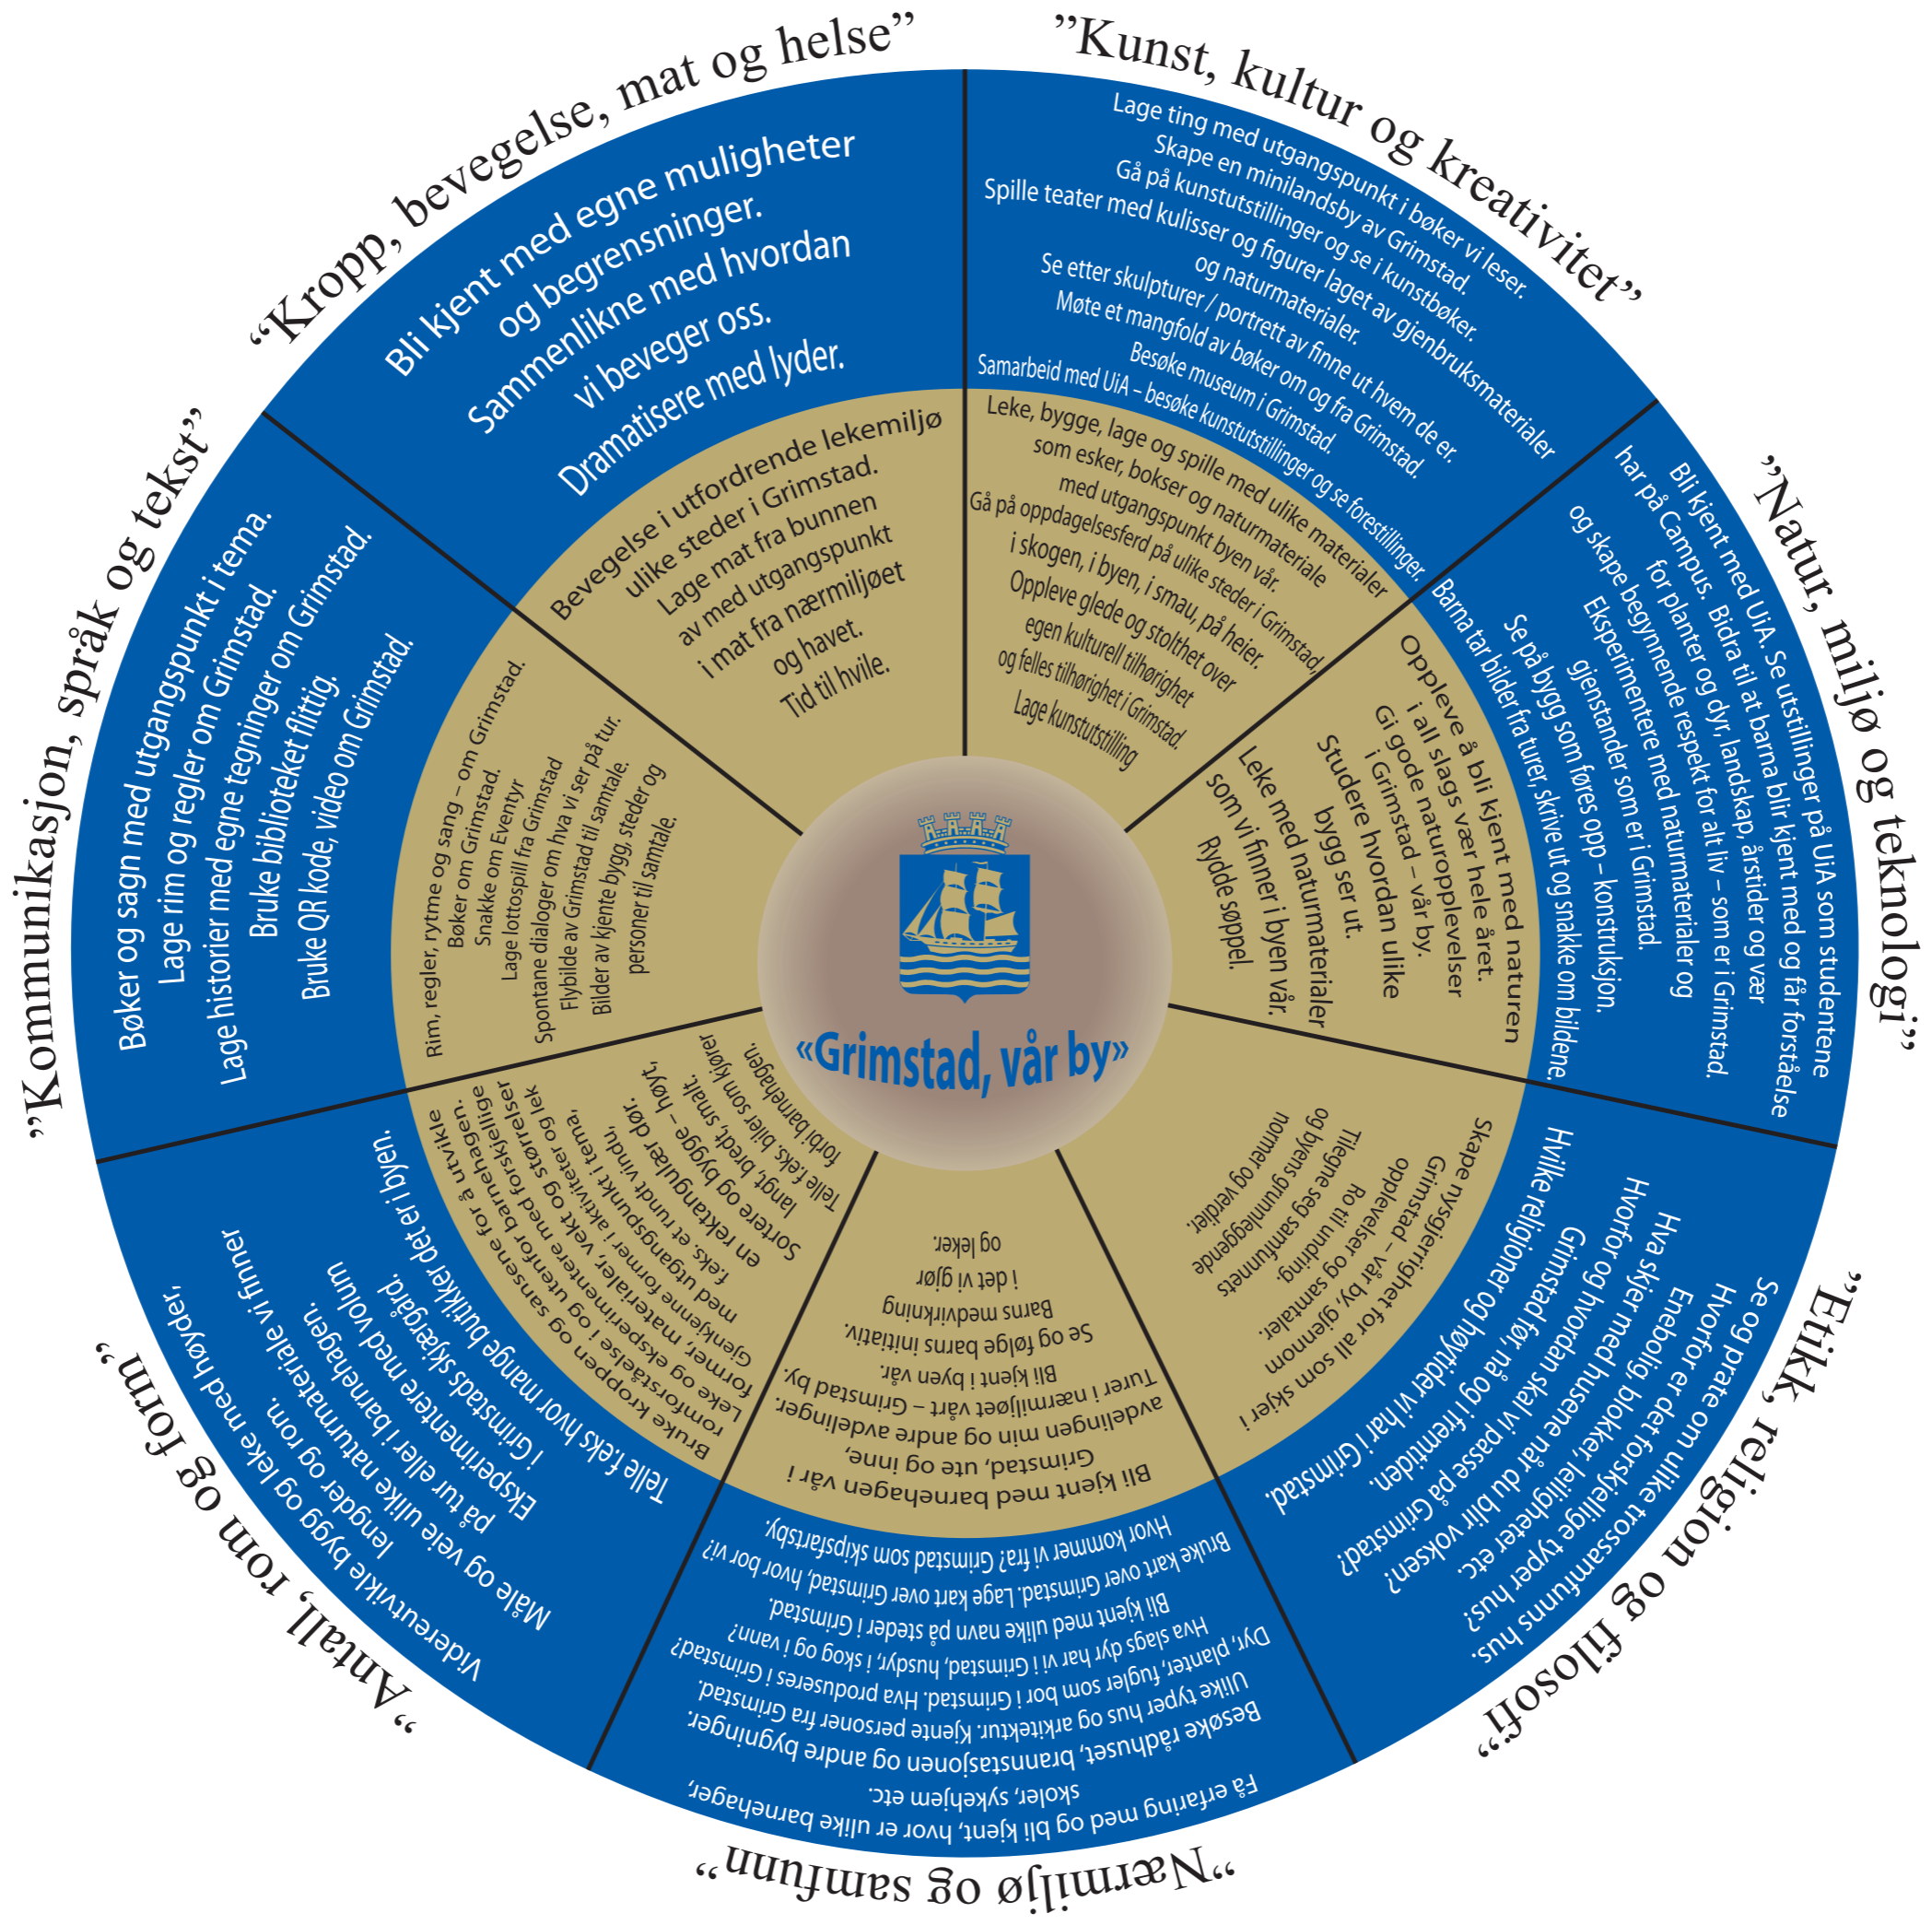 «Grimstad, vår by»
”Kunst, kultur og kreativitet”
Lage ting med utgangspunkt i bøker vi leser.
Skape en minilandsby av Grimstad.
Gå på kunstutstillinger og se i kunstbøker.
Spille teater med kulisser og figurer laget av gjenbruksmaterialer
og naturmaterialer.
Se etter skulpturer / portrett av finne ut hvem de er.
Møte et mangfold av bøker om og fra Grimstad.
Besøke museum i Grimstad.
Samarbeid med UiA – besøke kunstutstillinger og se forestillinger.
Leke, bygge, lage og spille med ulike materialer
som esker, bokser og naturmateriale
med utgangspunkt byen vår.
Gå på oppdagelsesferd på ulike steder i Grimstad,
i skogen, i byen, i smau, på heier.
Oppleve glede og stolthet over
egen kulturell tilhørighet
og felles tilhørighet i Grimstad.
Lage kunstutstilling
”Natur, miljø og teknologi”
Bli kjent med UiA. Se utstillinger på UiA som studentene
har på Campus. Bidra til at barna blir kjent med og får forståelse
for planter og dyr, landskap, årstider og vær
og skape begynnende respekt for alt liv – som er i Grimstad.
Eksperimentere med naturmaterialer og
gjenstander som er i Grimstad.
Se på bygg som føres opp – konstruksjon.
Barna tar bilder fra turer, skrive ut og snakke om bildene.
Oppleve å bli kjent med naturen
i all slags vær hele året.
Gi gode naturopplevelser
i Grimstad – vår by.
Studere hvordan ulike
bygg ser ut.
Leke med naturmaterialer
som vi finner i byen vår.
Rydde søppel.
”Etikk, religion og filosofi”
Se og prate om ulike trossamfunns hus.
Hvorfor er det forskjellige typer hus?
Enebolig, blokker, leiligheter etc.
Hva skjer med husene når du blir voksen?
Hvorfor og hvordan skal vi passe på Grimstad?
Grimstad før, nå og i fremtiden.
Hvilke religioner og høytider vi har i Grimstad.
Skape nysgjerrighet for all som skjer i
Grimstad – vår by, gjennom
opplevelser og samtaler.
Ro til undring.
Tilegne seg samfunnets
og byens grunnleggende
normer og verdier.
”Nærmiljø og samfunn”
Få erfaring med og bli kjent, hvor er ulike barnehager,
skoler, sykehjem etc.
Besøke rådhuset, brannstasjonen og andre bygninger.
Ulike typer hus og arkitektur. Kjente personer fra Grimstad.
Dyr, planter, fugler som bor i Grimstad. Hva produseres i Grimstad?
Hva slags dyr har vi i Grimstad, husdyr, i skog og i vann?
Bli kjent med ulike navn på steder i Grimstad.
Bruke kart over Grimstad. Lage kart over Grimstad, hvor bor vi?
Hvor kommer vi fra? Grimstad som skipsfartsby.
Bli kjent med barnehagen vår i
Grimstad, ute og inne,
avdelingen min og andre avdelinger.
Turer i nærmiljøet vårt – Grimstad by.
Bli kjent i byen vår.
Se og følge barns initiativ.
Barns medvirkning
i det vi gjør
og leker.
”Antall, rom og form”
Videreutvikle bygg og leke med høyder,
lengder og rom.
Måle og veie ulike naturmateriale vi finner
på tur eller i barnehagen.
Eksperimentere med volum
i Grimstads skjærgård.
Telle f.eks hvor mange butikker det er i byen.
Bruke kroppen og sansene for å utvikle
romforståelse i og utenfor barnehagen.
Leke og eksperimentere med forskjellige
former, materialer, vekt og størrelser
Gjenkjenne former i aktiviteter og lek
med utgangspunkt i tema,
f.eks. et rundt vindu,
en rektangulær dør.
Sortere og bygge – høyt,
langt, bredt, smalt.
Telle f.eks. biler som kjører
forbi barnehagen.
”Kommunikasjon, språk og tekst”
Bøker og sagn med utgangspunkt i tema.
Lage rim og regler om Grimstad.
Lage historier med egne tegninger om Grimstad.
Bruke biblioteket flittig.
Bruke QR kode, video om Grimstad.
Rim, regler, rytme og sang – om Grimstad.
Bøker om Grimstad.
Snakke om Eventyr
Lage lottospill fra Grimstad
Spontane dialoger om hva vi ser på tur.
Flybilde av Grimstad til samtale.
Bilder av kjente bygg, steder og
personer til samtale.
“Kropp, bevegelse, mat og helse”
Bli kjent med egne muligheter
og begrensninger.
Sammenlikne med hvordan
vi beveger oss.
Dramatisere med lyder.
Bevegelse i utfordrende lekemiljø
ulike steder i Grimstad.
Lage mat fra bunnen
av med utgangspunkt
i mat fra nærmiljøet
og havet.
Tid til hvile.